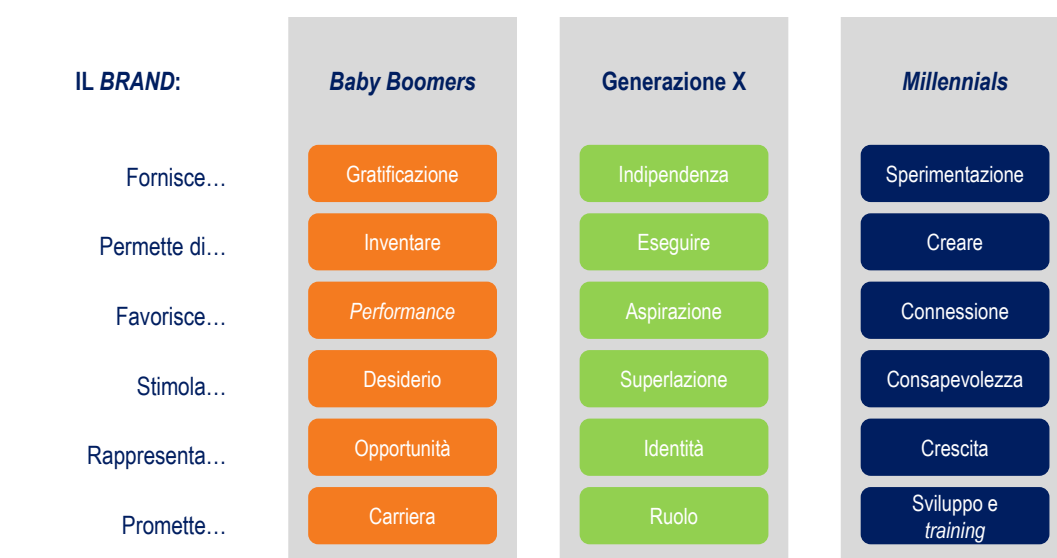 IL BRAND: Baby Boomers Generazione X Millennials
Fornisce… Gratificazione Indipendenza Sperimentazione
Permette di… Inventare Eseguire Creare
Favorisce… Performance Aspirazione Connessione
Stimola… Desiderio Superlazione Consapevolezza
Rappresenta… Opportunità Identità Crescita
Promette… Carriera Ruolo Sviluppo e
training